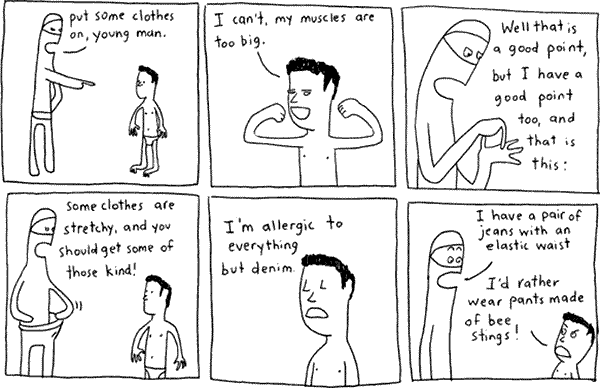 put some clothes
on, young man.
I can't, my muscles are
too big.
Well that is
a good point,
but I have a
good point
too, and
that is
this:
Some clothes are
stretchy, and you
should get some of
those kind!
I'm allergic to
everything
but denim.
I have a pair of
jeans with an
elastic waist
I'd rather
wear pants made
of bee
stings!